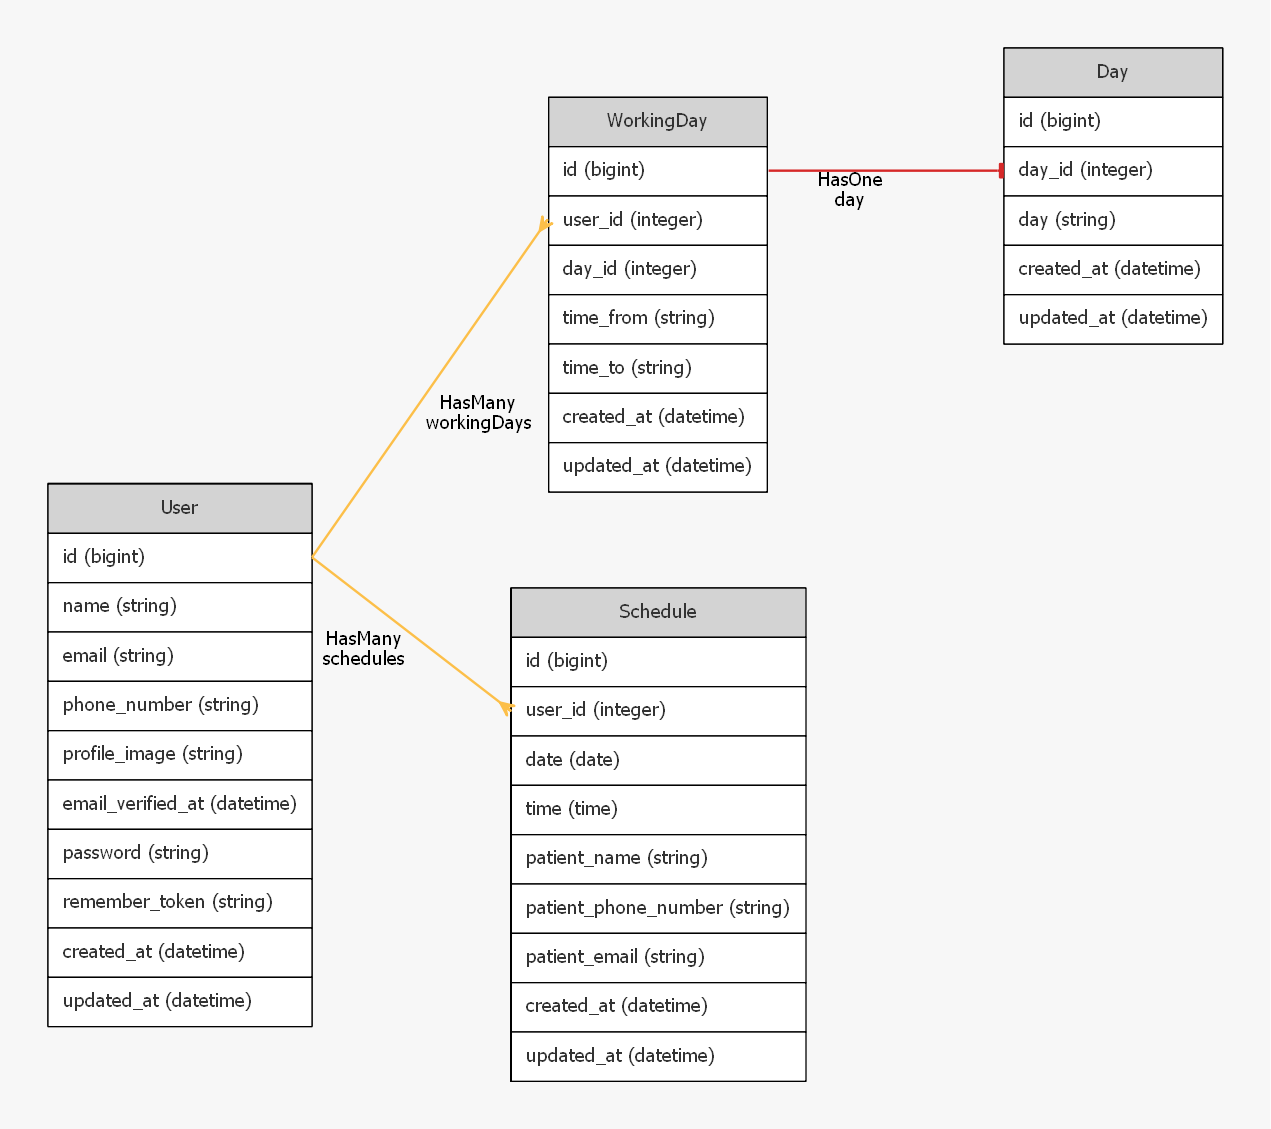 Day
id (bigint)
day_id (integer)
day (string)
created_at (datetime)
updated_at (datetime)
WorkingDay
id (bigint)
user_id (integer)
day_id (integer)
time_from (string)
time_to (string)
created_at (datetime)
updated_at (datetime)
HasOne
day
HasMany
workingDays
User
id (bigint)
name (string)
email (string)
phone_number (string)
profile_image (string)
email_verified_at (datetime)
password (string)
remember_token (string)
created_at (datetime)
updated_at (datetime)
HasMany
schedules
Schedule
id (bigint)
user_id (integer)
date (date)
time (time)
patient_name (string)
patient_phone_number (string)
patient_email (string)
created_at (datetime)
updated_at (datetime)